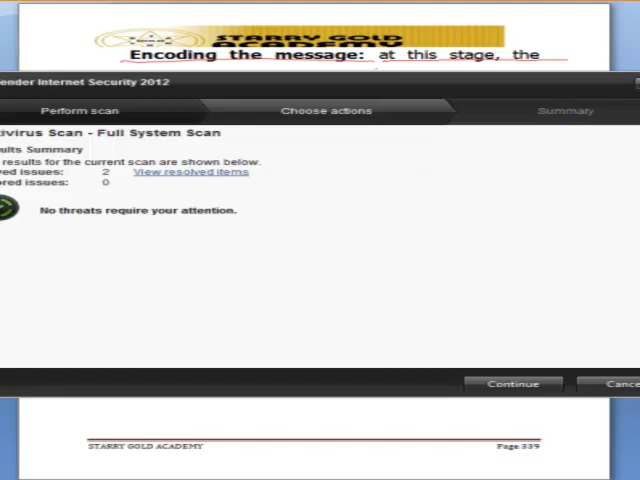 STARRY GOLD
ACADEMY
Encoding the message: at this stage, the
ender Internet Security 2012
Perform scan
Choose actions
Summary
tivirus Scan - Full System Scan
ults Summary
results for the current scan are shown below.
ved issues: 2 View resolved items
ored issues: 0
No threats require your attention.
Continue
Cance
STARRY GOLD ACADEMY
Page 339